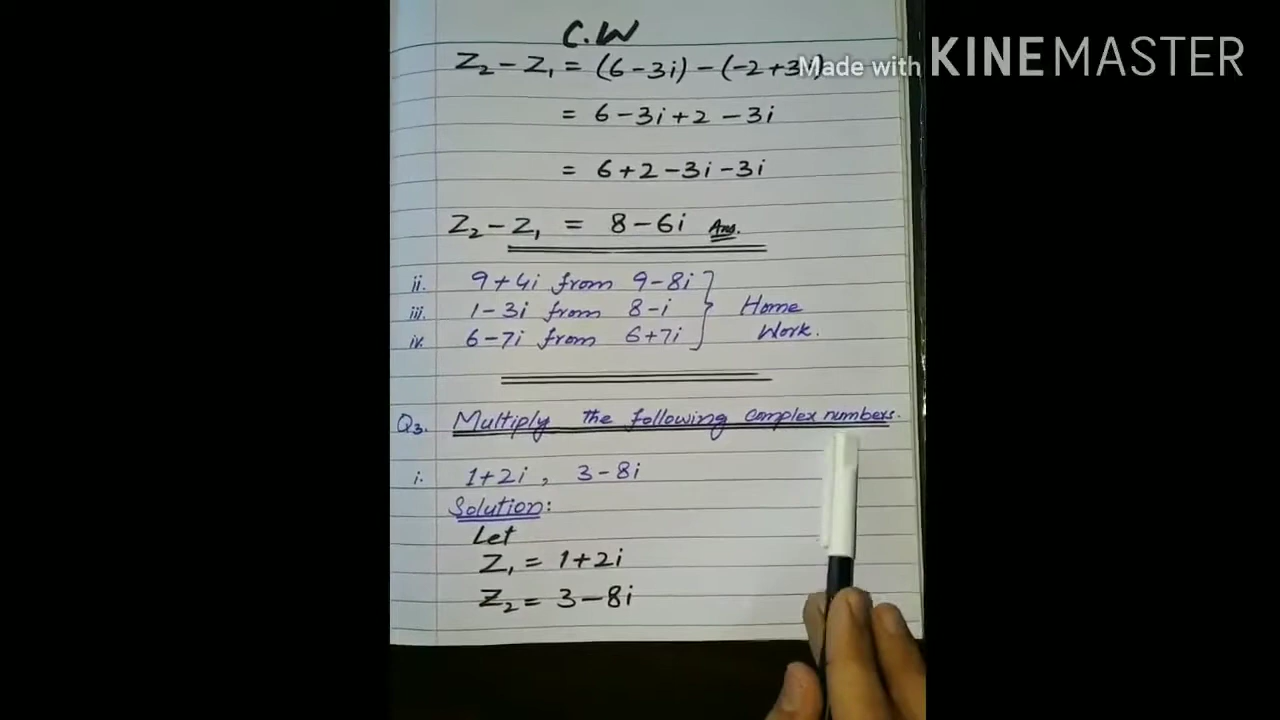 C.W
Z₂ - Z₁ = (6 - 3i) - (-2 + 3i)
Made with KINEMASTER
= 6 - 3i + 2 - 3i
= 6 + 2 - 3i - 3i
Z₂ - Z₁ = 8 - 6i Ans.
ii. 9 + 4i from 9 - 8i
iii. 1 - 3i from 8 - i
iv. 6 - 7i from 6 + 7i
Home
Work.
Q3. Multiply the following complex numbers.
i. 1 + 2i , 3 - 8i
Solution:
Let
Z₁ = 1 + 2i
Z₂ = 3 - 8i